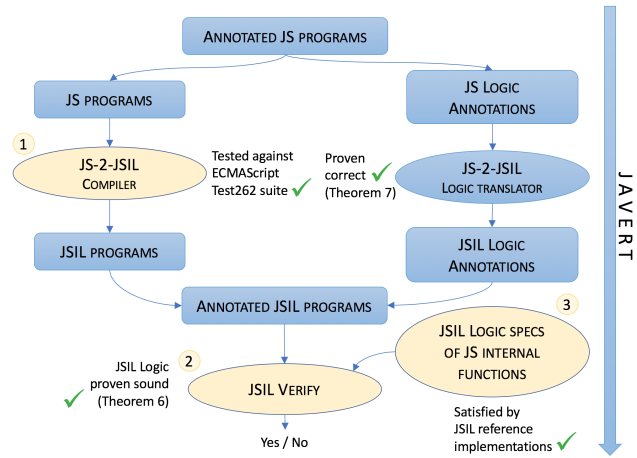 ANNOTATED JS PROGRAMS
JS PROGRAMS
JS LOGIC
ANNOTATIONS
1
JS-2-JSIL
COMPILER
Tested against
ECMAScript
Test262 suite
Proven
correct
(Theorem 7)
JS-2-JSIL
LOGIC TRANSLATOR
JSIL PROGRAMS
JSIL LOGIC
ANNOTATIONS
ANNOTATED JSIL PROGRAMS
3
JSIL LOGIC SPECS
OF JS INTERNAL
FUNCTIONS
JSIL Logic
proven sound
(Theorem 6)
2
JSIL VERIFY
Satisfied by
JSIL reference
implementations
Yes / No
JAVERT